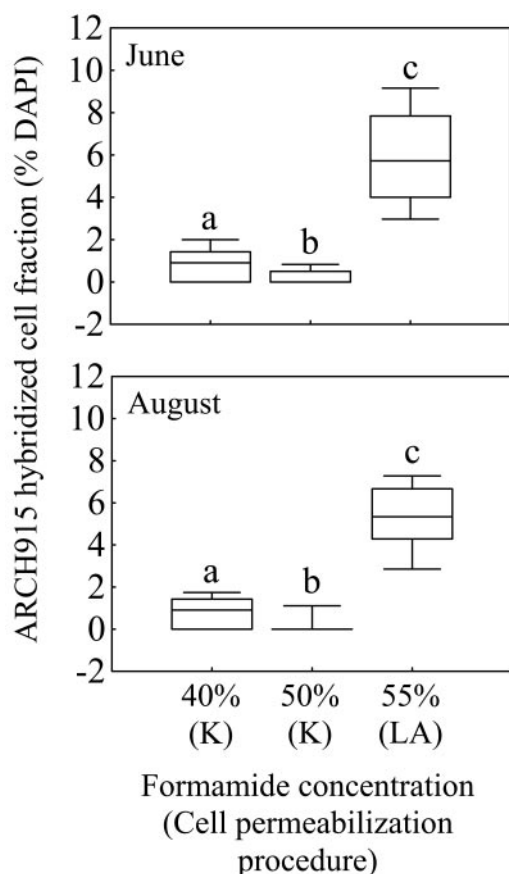 ARCH915 hybridized cell fraction (% DAPI)
12
10
8
6
4
2
0
-2
June
a
b
c
12
10
8
6
4
2
0
-2
August
a
b
c
40% 50% 55%
(K) (K) (LA)
Formamide concentration
(Cell permeabilization
procedure)